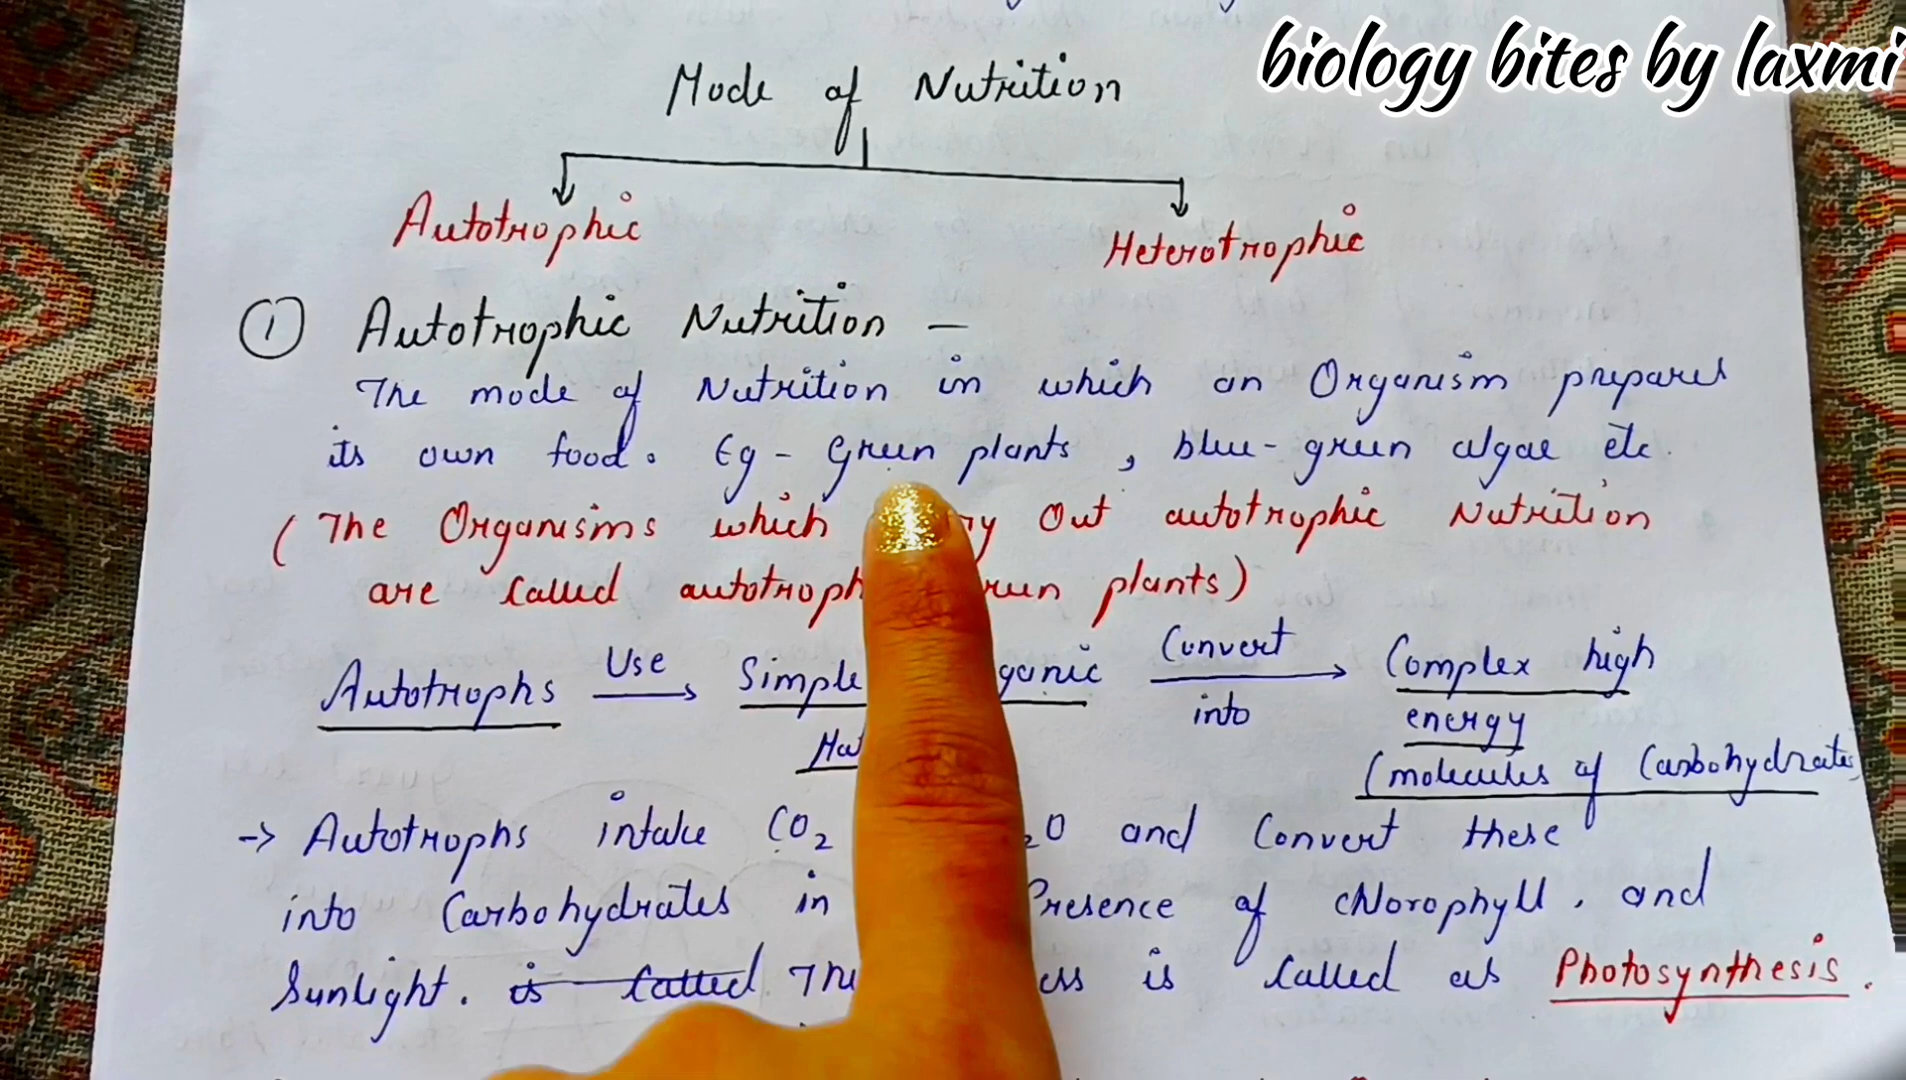 biology bites by laxmi
Mode of Nutrition
Autotrophic
Heterotrophic
① Autotrophic Nutrition —
The mode of Nutrition in which an Organism prepares
its own food. Eg - Green plants, blue-green algae etc.
(The Organisms which out autotrophic Nutrition
are called plants)
Autotrophs Use → Simple Convert into → Complex high
energy
(molecules of Carbohydrates)
→ Autotrophs intake CO₂ and Convert these
into Carbohydrates in Presence of chlorophyll, and
Sunlight. is called is called as Photosynthesis.